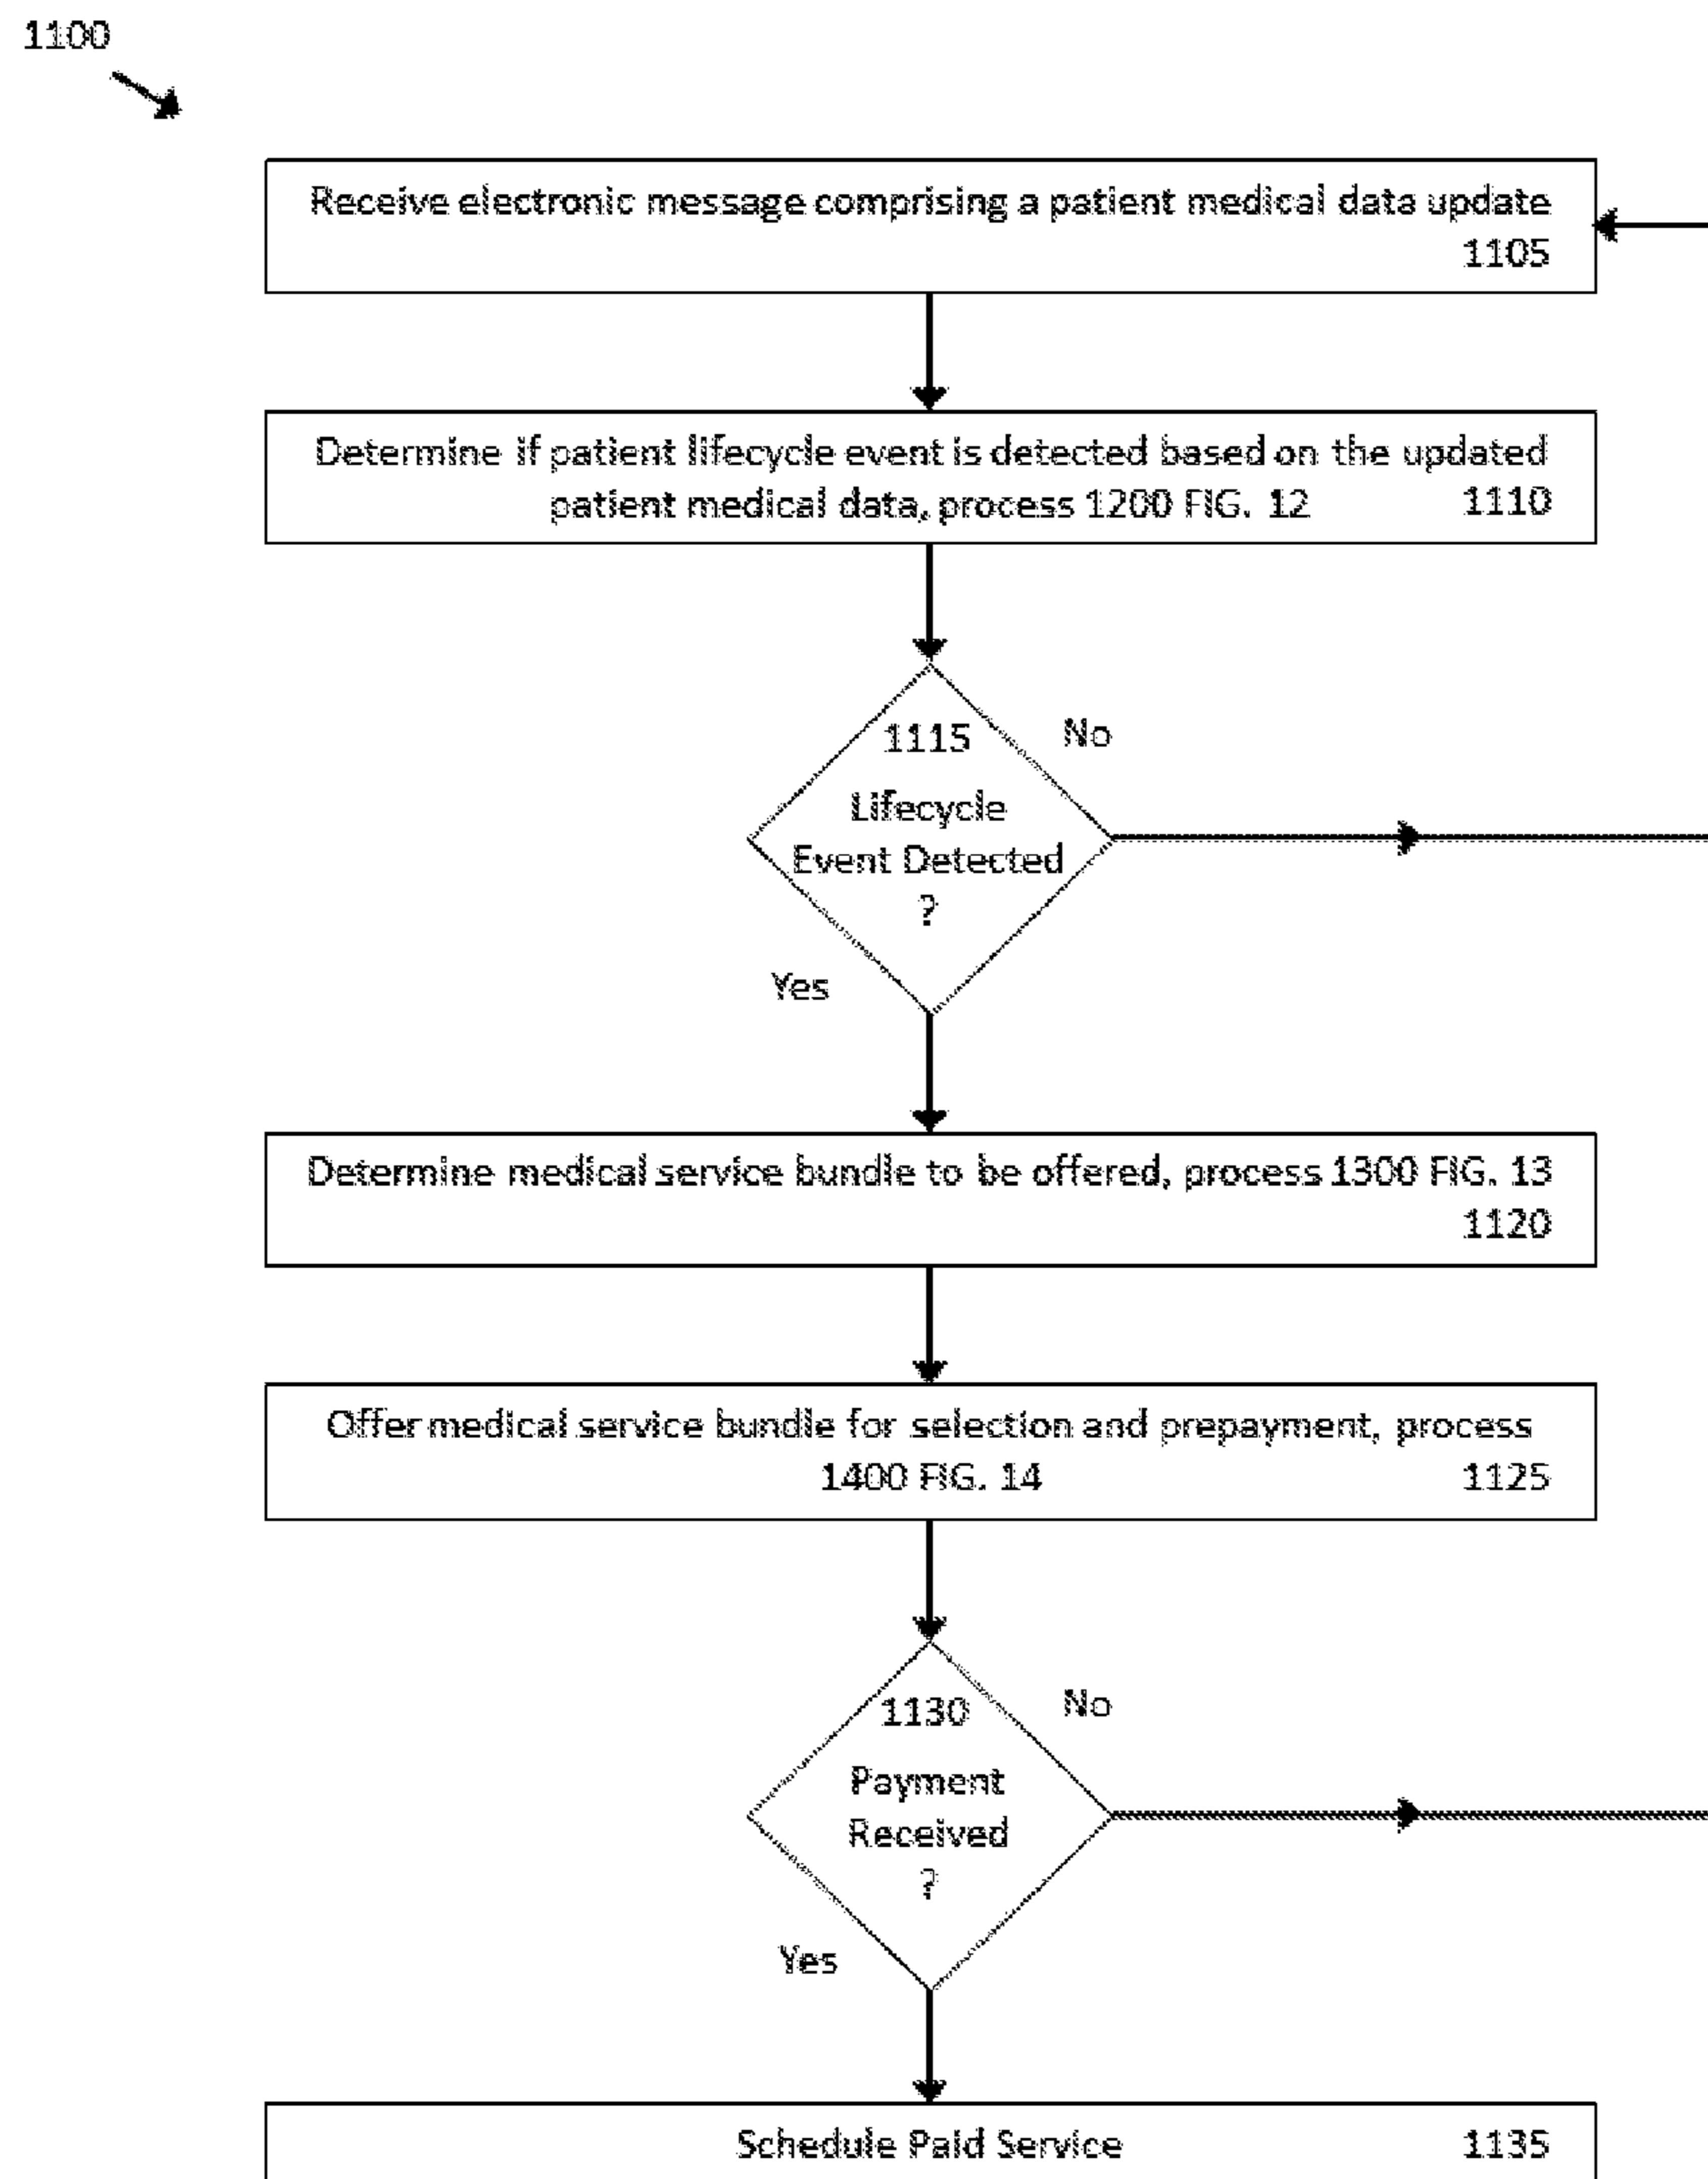 1100
Receive electronic message comprising a patient medical data update
1105
Determine if patient lifecycle event is detected based on the updated
patient medical data, process 1200 FIG. 12 1110
1115
No
Lifecycle
Event Detected
?
Yes
Determine medical service bundle to be offered, process 1300 FIG. 13
1120
Offer medical service bundle for selection and prepayment, process
1400 FIG. 14 1125
1130
No
Payment
Received
?
Yes
Schedule Paid Service 1135